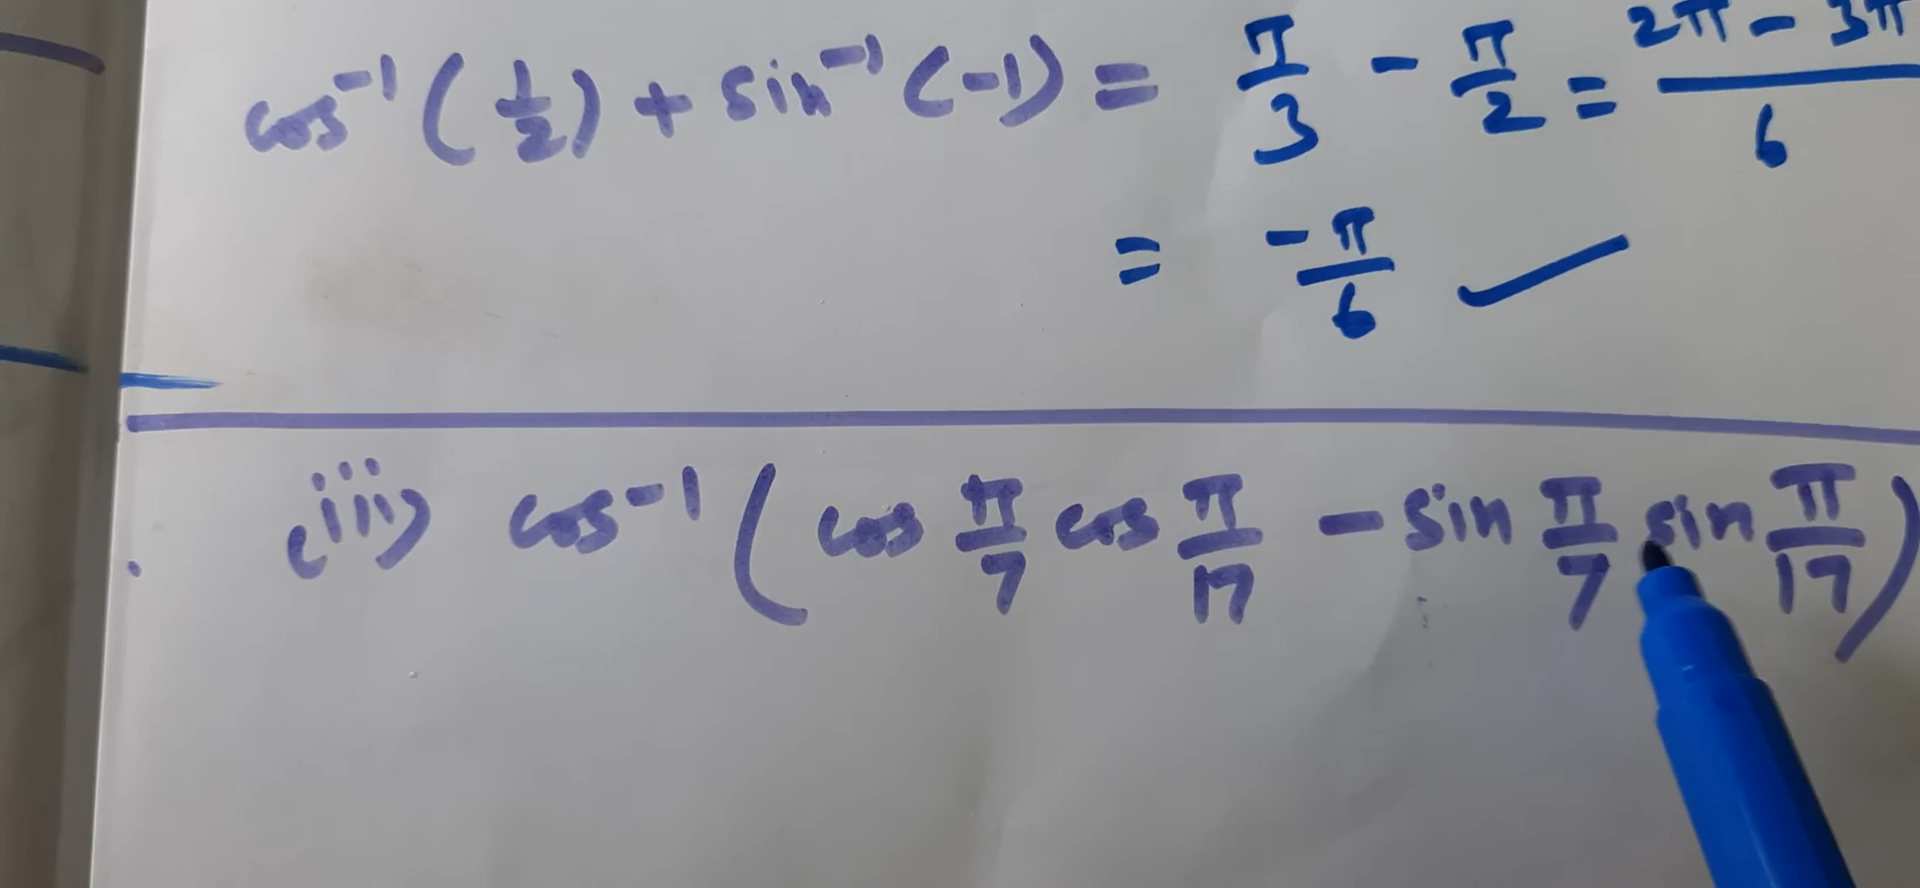 cos⁻¹(1/2) + sin⁻¹(-1) = π/3 - π/2 = 2π - 3π/6
= -π/6
(iii) cos⁻¹(cos π/7 cos π/17 - sin π/7 sin π/17)